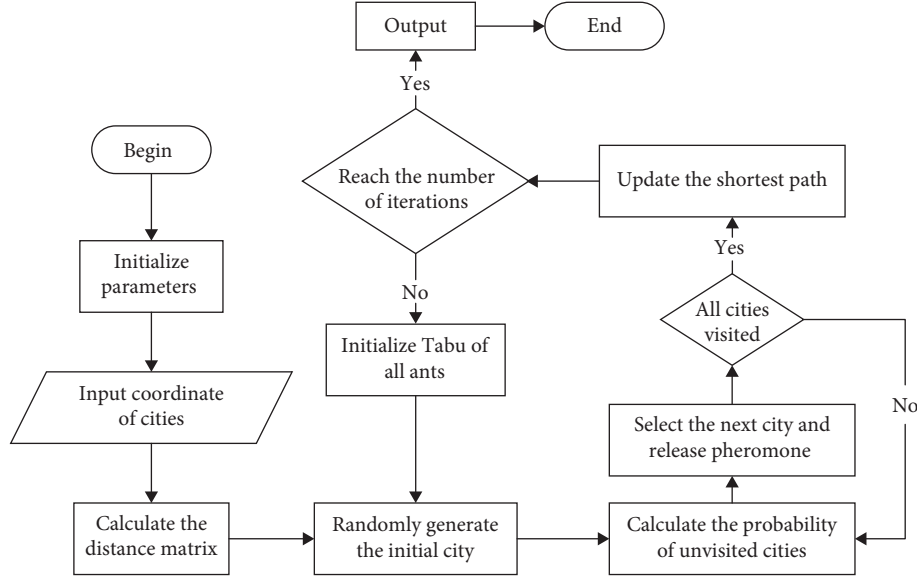 Output
End
Yes
Begin
Reach the number
of iterations
Update the shortest path
Yes
Initialize
parameters
No
All cities
visited
Initialize Tabu of
all ants
Input coordinate
of cities
No
Select the next city and
release pheromone
Calculate the
distance matrix
Randomly generate
the initial city
Calculate the probability
of unvisited cities